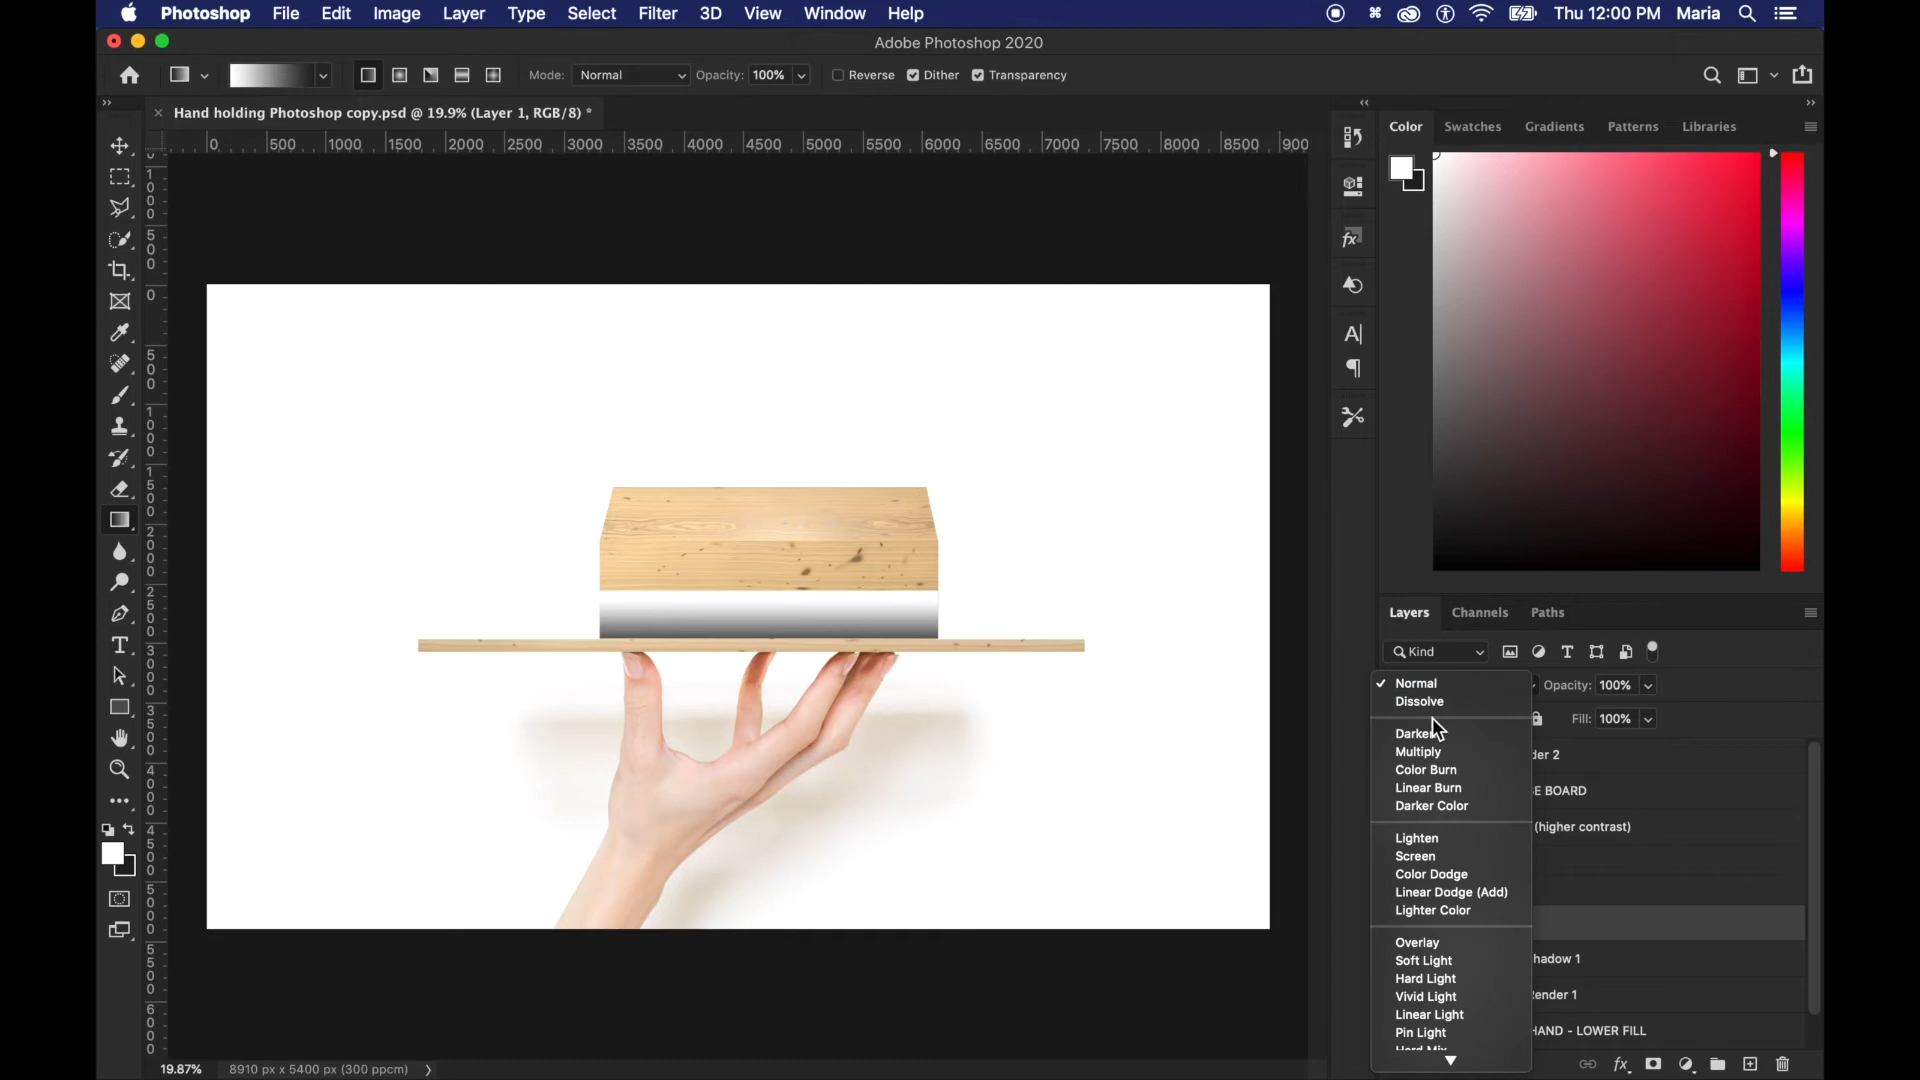 Photoshop File Edit Image Layer Type Select Filter 3D View Window Help Thu 12:00 PM Maria
Adobe Photoshop 2020
Mode: Normal Opacity: 100% Reverse Dither Transparency
Hand holding Photoshop copy.psd @ 19.9% (Layer 1, RGB/8) *
0 500 1000 1500 2000 2500 3000 3500 4000 4500 5000 5500 6000 6500 7000 7500 8000 8500 900
Color Swatches Gradients Patterns Libraries
Layers Channels Paths
Kind
Normal
Opacity: 100%
Dissolve
Fill: 100%
Multiply
Color Burn
Linear Burn
Darker Color
der 2
E BOARD
(higher contrast)
Lighten
Screen
Color Dodge
Linear Dodge (Add)
Lighter Color
Overlay
Soft Light
Hard Light
Vivid Light
Linear Light
Pin Light
Hard Mix
hadow 1
Render 1
HAND - LOWER FILL
19.87% 8910 px x 5400 px (300 ppcm)